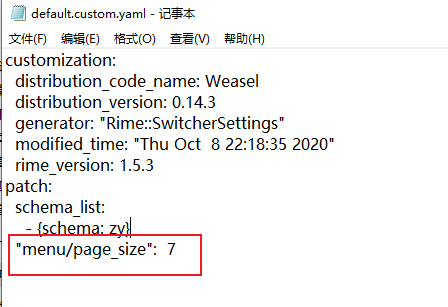 default.custom.yaml - 记事本
文件(F) 编辑(E) 格式(O) 查看(V) 帮助(H)
customization:
  distribution_code_name: Weasel
  distribution_version: 0.14.3
  generator: "Rime::SwitcherSettings"
  modified_time: "Thu Oct  8 22:18:35 2020"
  rime_version: 1.5.3
patch:
  schema_list:
    - {schema: zy}
  "menu/page_size":  7